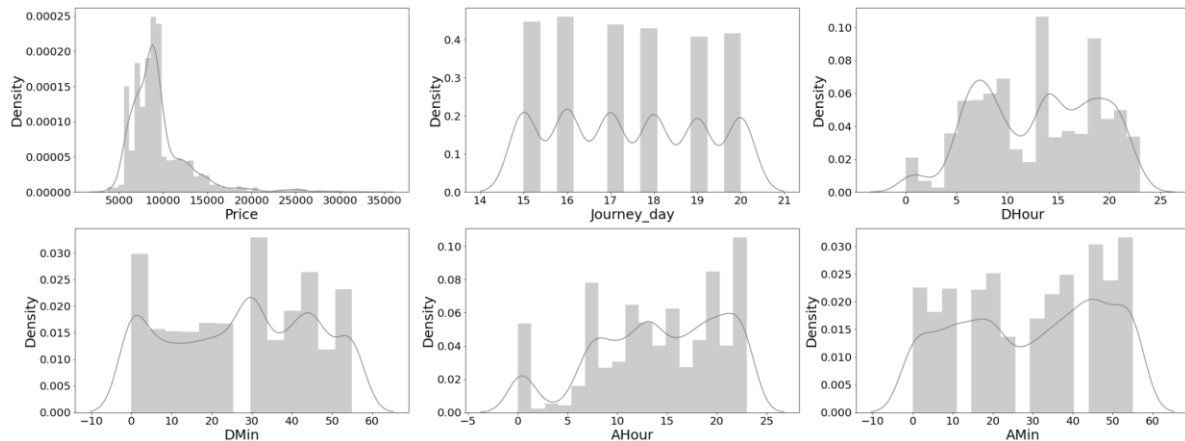 0.00025
0.00020
0.00015
0.00010
0.00005
0.00000
Density
5000 10000 15000 20000 25000 30000 35000
Price
0.4
0.3
0.2
0.1
0.0
Density
14 15 16 17 18 19 20 21
Journey_day
0.10
0.08
0.06
0.04
0.02
0.00
Density
0 5 10 15 20 25
DHour
0.030
0.025
0.020
0.015
0.010
0.005
0.000
Density
−10 0 10 20 30 40 50 60
DMin
0.10
0.08
0.06
0.04
0.02
0.00
Density
−5 0 5 10 15 20 25
AHour
0.030
0.025
0.020
0.015
0.010
0.005
0.000
Density
−10 0 10 20 30 40 50 60
AMin